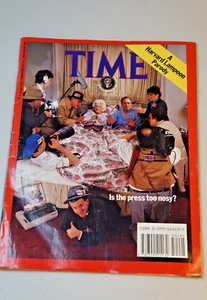 A
Harvard Lampoon
Parody
TIME
Is the press too nosy?